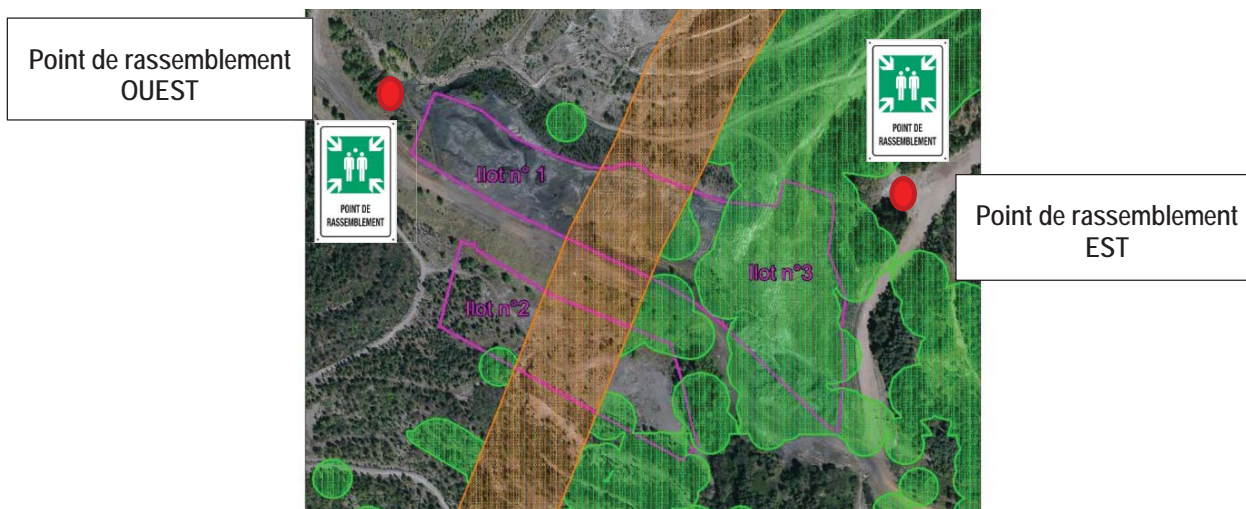 Point de rassemblement
OUEST
POINT DE
RASSEMBLEMENT
Ilot n° 1
Ilot n°2
Ilot n°3
POINT DE
RASSEMBLEMENT
Point de rassemblement
EST